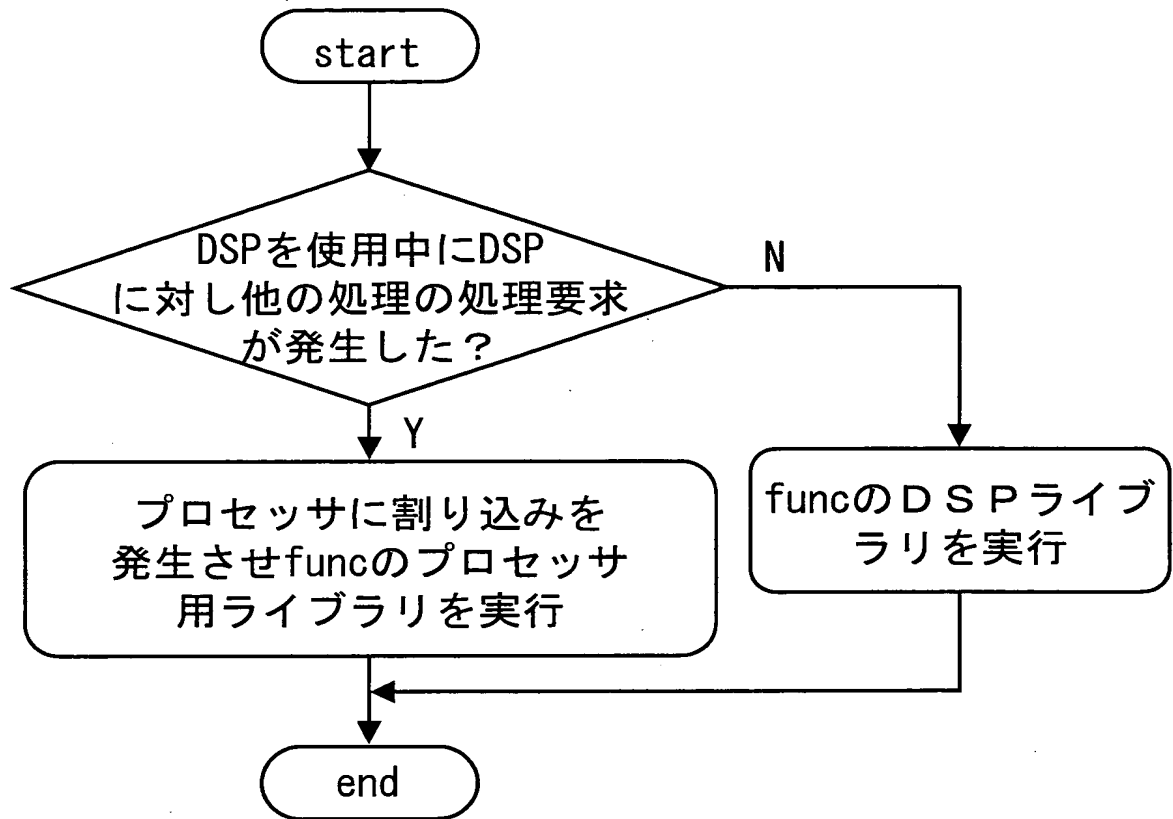 start
DSPを使用中にDSP
に対し他の処理の処理要求
が発生した？
N
Y
プロセッサに割り込みを
発生させfuncのプロセッサ
用ライブラリを実行
funcのＤＳＰライブ
ラリを実行
end